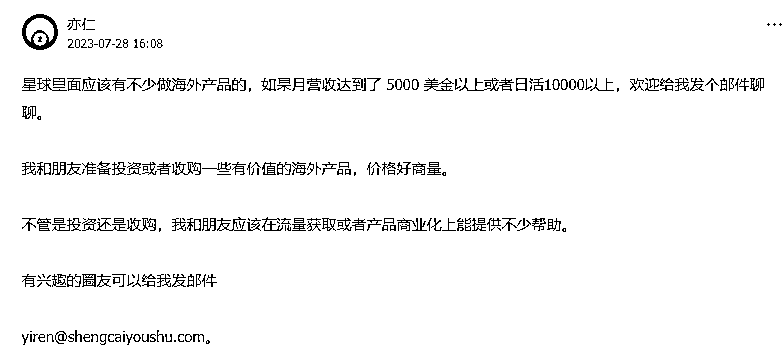 亦仁
2023-07-28 16:08
星球里面应该有不少做海外产品的，如果月营收达到了 5000 美金以上或者日活10000以上，欢迎给我发个邮件聊
聊。
我和朋友准备投资或者收购一些有价值的海外产品，价格好商量。
不管是投资还是收购，我和朋友应该在流量获取或者产品商业化上能提供不少帮助。
有兴趣的圈友可以给我发邮件
yiren@shengcaiyoushu.com。